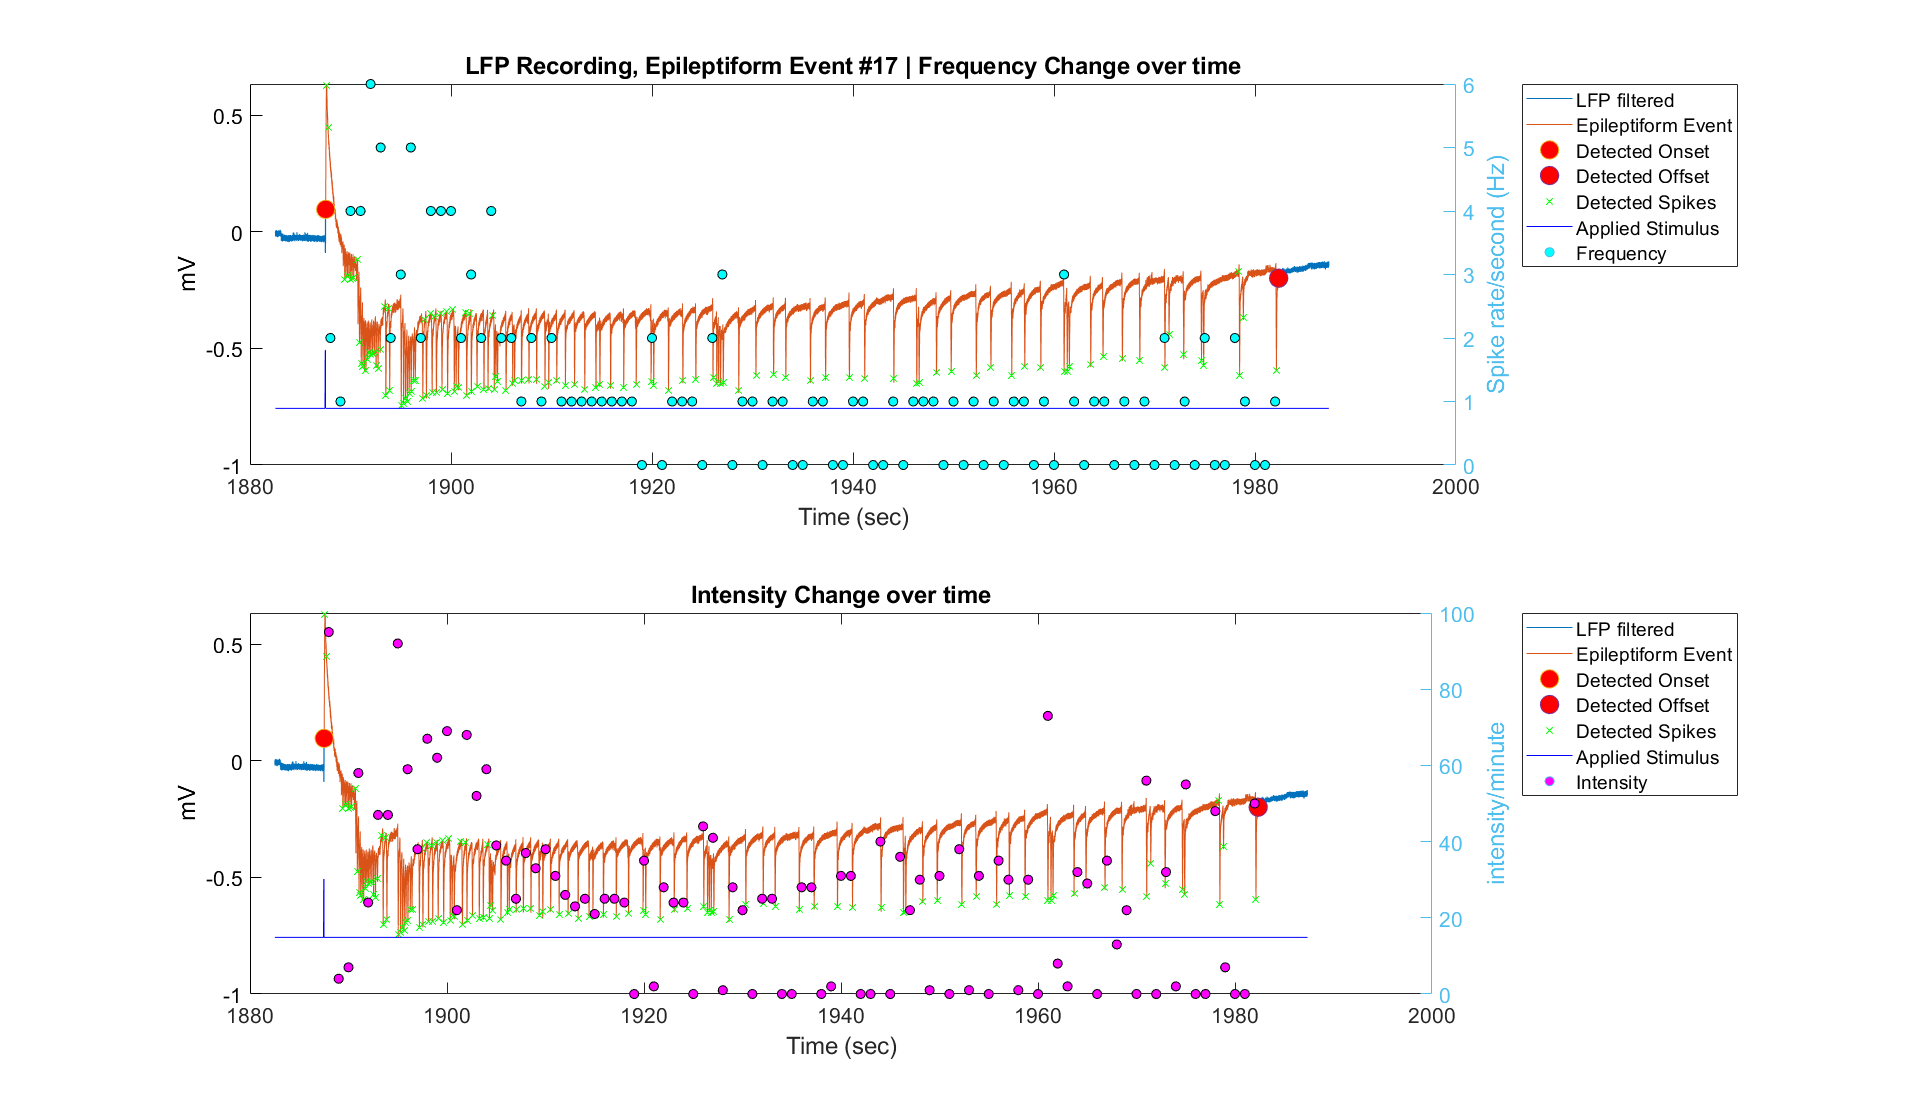 LFP Recording, Epileptiform Event #17 | Frequency Change over time
0.5
0
-0.5
-1
mV
6
5
4
3
2
1
0
Spike rate/second (Hz)
1880
1900
1920
1940
1960
1980
2000
Time (sec)
LFP filtered
Epileptiform Event
Detected Onset
Detected Offset
Detected Spikes
Applied Stimulus
Frequency
Intensity Change over time
0.5
0
-0.5
-1
mV
100
80
60
40
20
0
intensity/minute
1880
1900
1920
1940
1960
1980
2000
Time (sec)
LFP filtered
Epileptiform Event
Detected Onset
Detected Offset
Detected Spikes
Applied Stimulus
Intensity